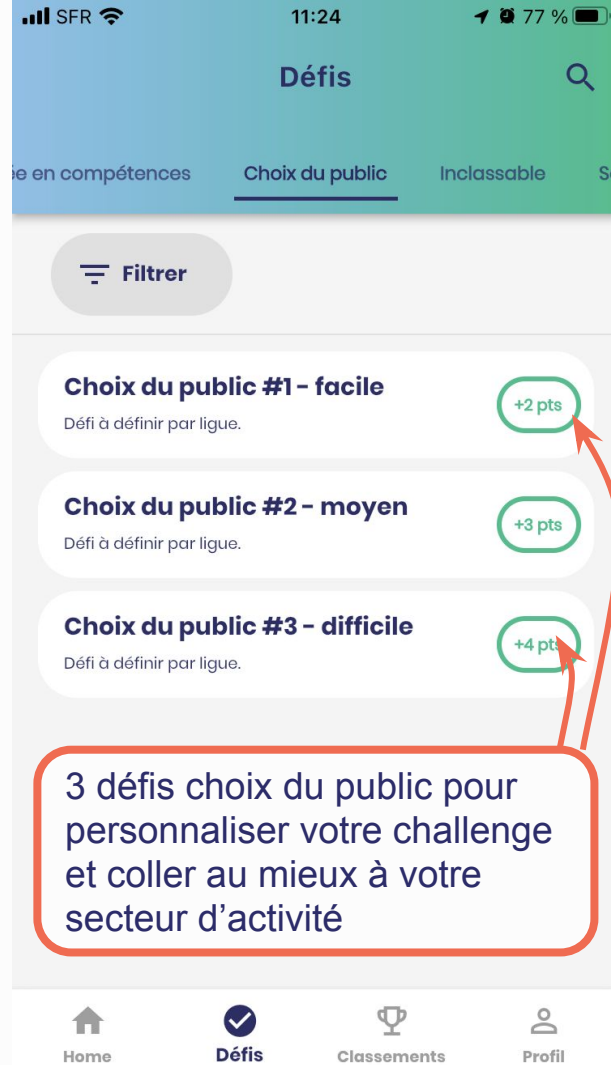 SFR 11:24 77 %
Défis
ée en compétences Choix du public Inclassable S
Filtrer
Choix du public #1 - facile
Défi à définir par ligue.
+2 pts
Choix du public #2 - moyen
Défi à définir par ligue.
+3 pts
Choix du public #3 - difficile
Défi à définir par ligue.
+4 pts
3 défis choix du public pour
personnaliser votre challenge
et coller au mieux à votre
secteur d’activité
Home Défis Classements Profil